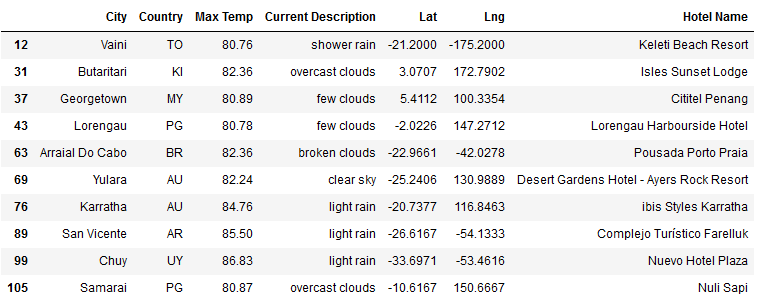 City Country Max Temp Current Description Lat Lng Hotel Name
12 Vaini TO 80.76 shower rain -21.2000 -175.2000 Keleti Beach Resort
31 Butaritari KI 82.36 overcast clouds 3.0707 172.7902 Isles Sunset Lodge
37 Georgetown MY 80.89 few clouds 5.4112 100.3354 Cititel Penang
43 Lorengau PG 80.78 few clouds -2.0226 147.2712 Lorengau Harbourside Hotel
63 Arraial Do Cabo BR 82.36 broken clouds -22.9661 -42.0278 Pousada Porto Praia
69 Yulara AU 82.24 clear sky -25.2406 130.9889 Desert Gardens Hotel - Ayers Rock Resort
76 Karratha AU 84.76 light rain -20.7377 116.8463 ibis Styles Karratha
89 San Vicente AR 85.50 light rain -26.6167 -54.1333 Complejo Turístico Farelluk
99 Chuy UY 86.83 light rain -33.6971 -53.4616 Nuevo Hotel Plaza
105 Samarai PG 80.87 overcast clouds -10.6167 150.6667 Nuli Sapi